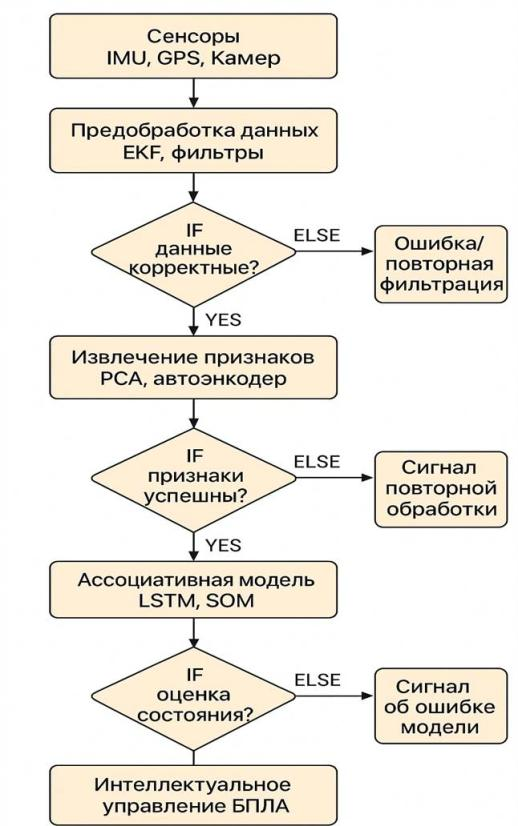 Сенсоры
IMU, GPS, Камер
Предобработка данных
EKF, фильтры
IF
данные
корректные?
ELSE
Ошибка/
повторная
фильтрация
YES
Извлечение признаков
PCA, автоэнкодер
IF
признаки
успешны?
ELSE
Сигнал
повторной
обработки
YES
Ассоциативная модель
LSTM, SOM
IF
оценка
состояния?
ELSE
Сигнал
об ошибке
модели
Интеллектуальное
управление БПЛА